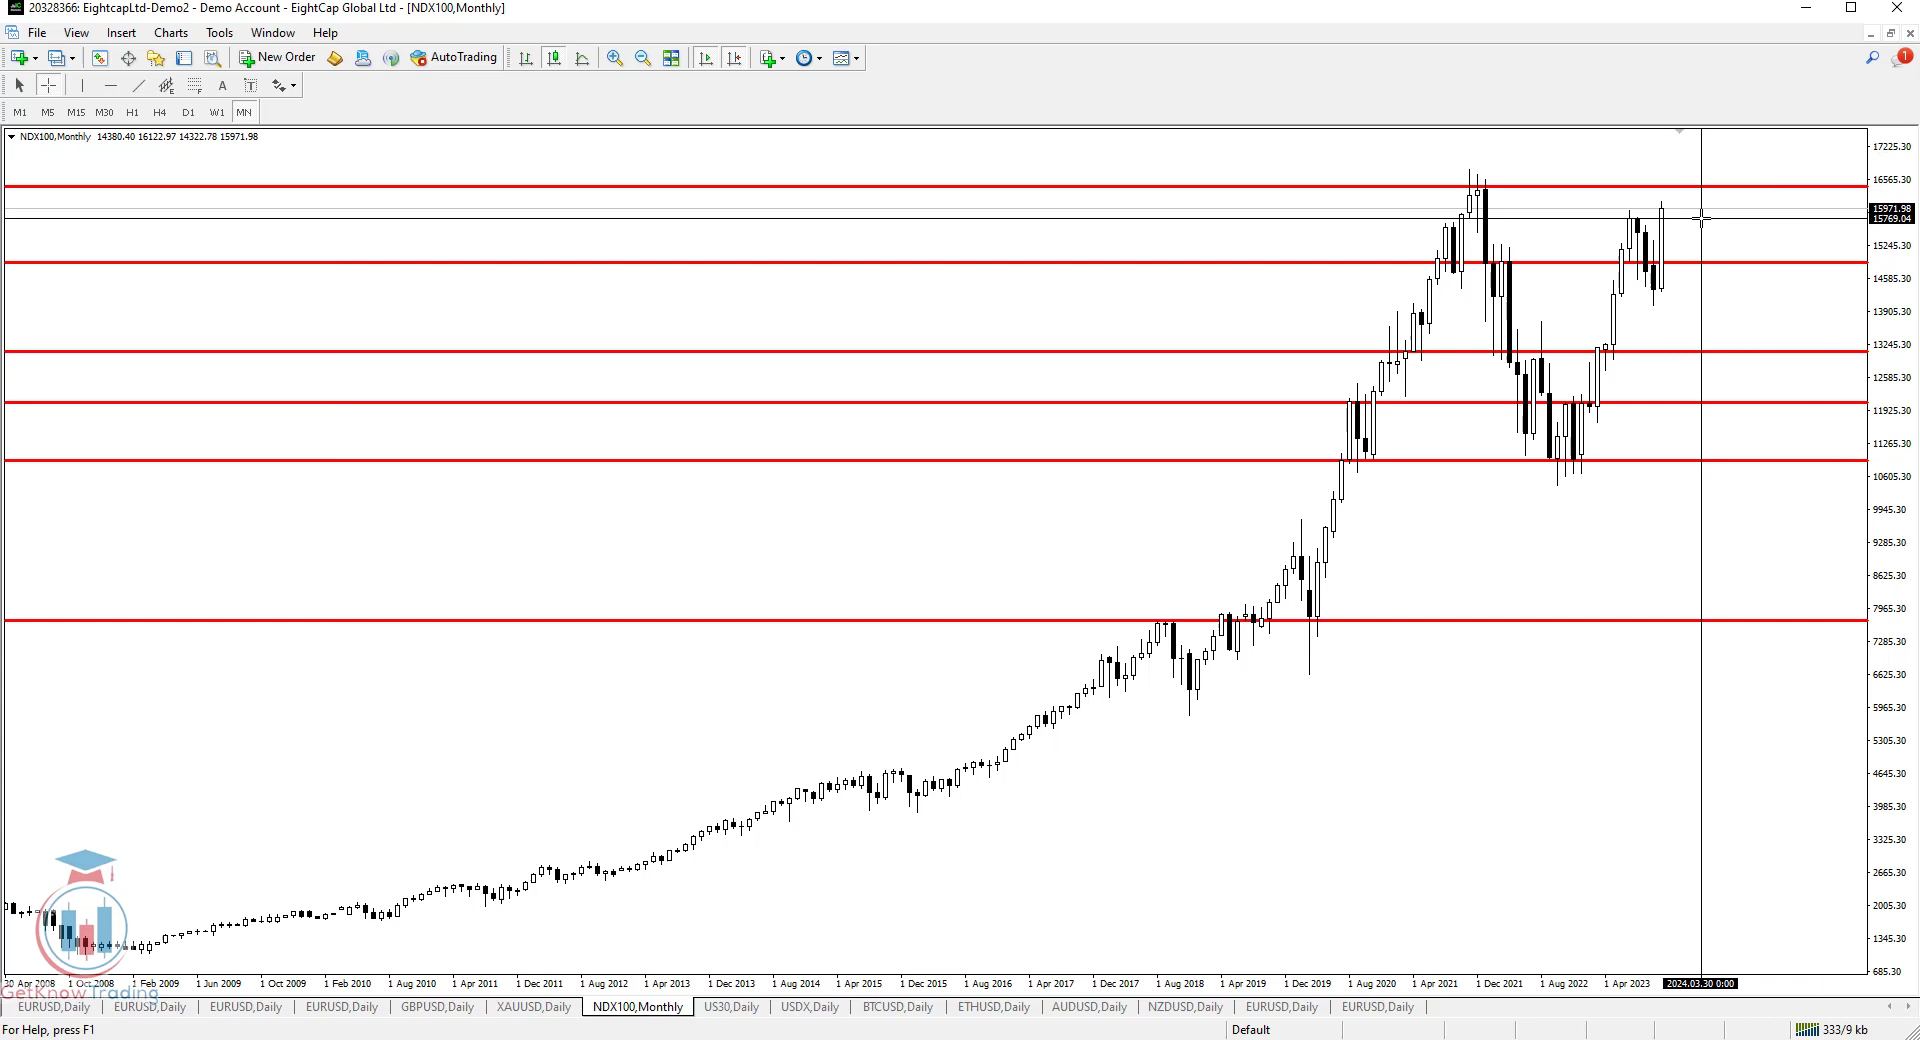 20328366: EightcapLtd-Demo2 - Demo Account - EightCap Global Ltd - [NDX100,Monthly]
File View Insert Charts Tools Window Help
New Order AutoTrading 1
E F A T
M1 M5 M15 M30 H1 H4 D1 W1 MN
NDX100,Monthly 14380.40 16122.97 14322.78 15971.98
17225.30
16565.30
15971.98
15769.04
15245.30
14585.30
13905.30
13245.30
12585.30
11925.30
11265.30
10605.30
9945.30
9285.30
8625.30
7965.30
7285.30
6625.30
5965.30
5305.30
4645.30
3985.30
3325.30
2665.30
2005.30
1345.30
685.30
30 Apr 2008 1 Oct 2008 1 Feb 2009 1 Jun 2009 1 Oct 2009 1 Feb 2010 1 Aug 2010 1 Apr 2011 1 Dec 2011 1 Aug 2012 1 Apr 2013 1 Dec 2013 1 Aug 2014 1 Apr 2015 1 Dec 2015 1 Aug 2016 1 Apr 2017 1 Dec 2017 1 Aug 2018 1 Apr 2019 1 Dec 2019 1 Aug 2020 1 Apr 2021 1 Dec 2021 1 Aug 2022 1 Apr 2023 2024.03.30 0:00
GetKnowTrading
EURUSD,Daily EURUSD,Daily EURUSD,Daily EURUSD,Daily GBPUSD,Daily XAUUSD,Daily NDX100,Monthly US30,Daily USDX,Daily BTCUSD,Daily ETHUSD,Daily AUDUSD,Daily NZDUSD,Daily EURUSD,Daily EURUSD,Daily
For Help, press F1 Default 333/9 kb